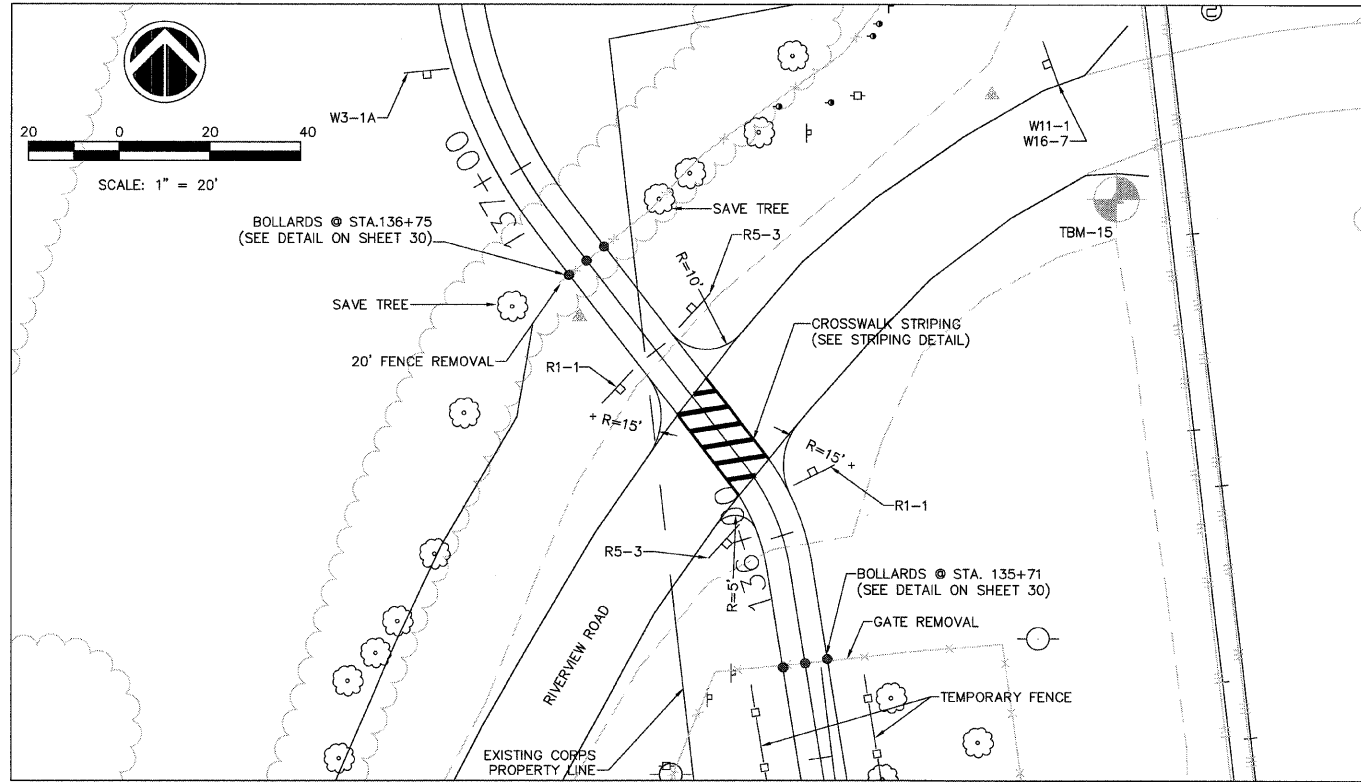 W3-1A
20 0 20 40
SCALE: 1" = 20'
137+00
W11-1
W16-7
SAVE TREE
BOLLARDS @ STA.136+75
(SEE DETAIL ON SHEET 30)
R5-3
TBM-15
R=10'
SAVE TREE
CROSSWALK STRIPING
(SEE STRIPING DETAIL)
20' FENCE REMOVAL
R1-1
+ R=15'
R=15' +
R1-1
R5-3
136+00
R=5'
BOLLARDS @ STA. 135+71
(SEE DETAIL ON SHEET 30)
GATE REMOVAL
RIVERVIEW ROAD
TEMPORARY FENCE
EXISTING CORPS
PROPERTY LINE